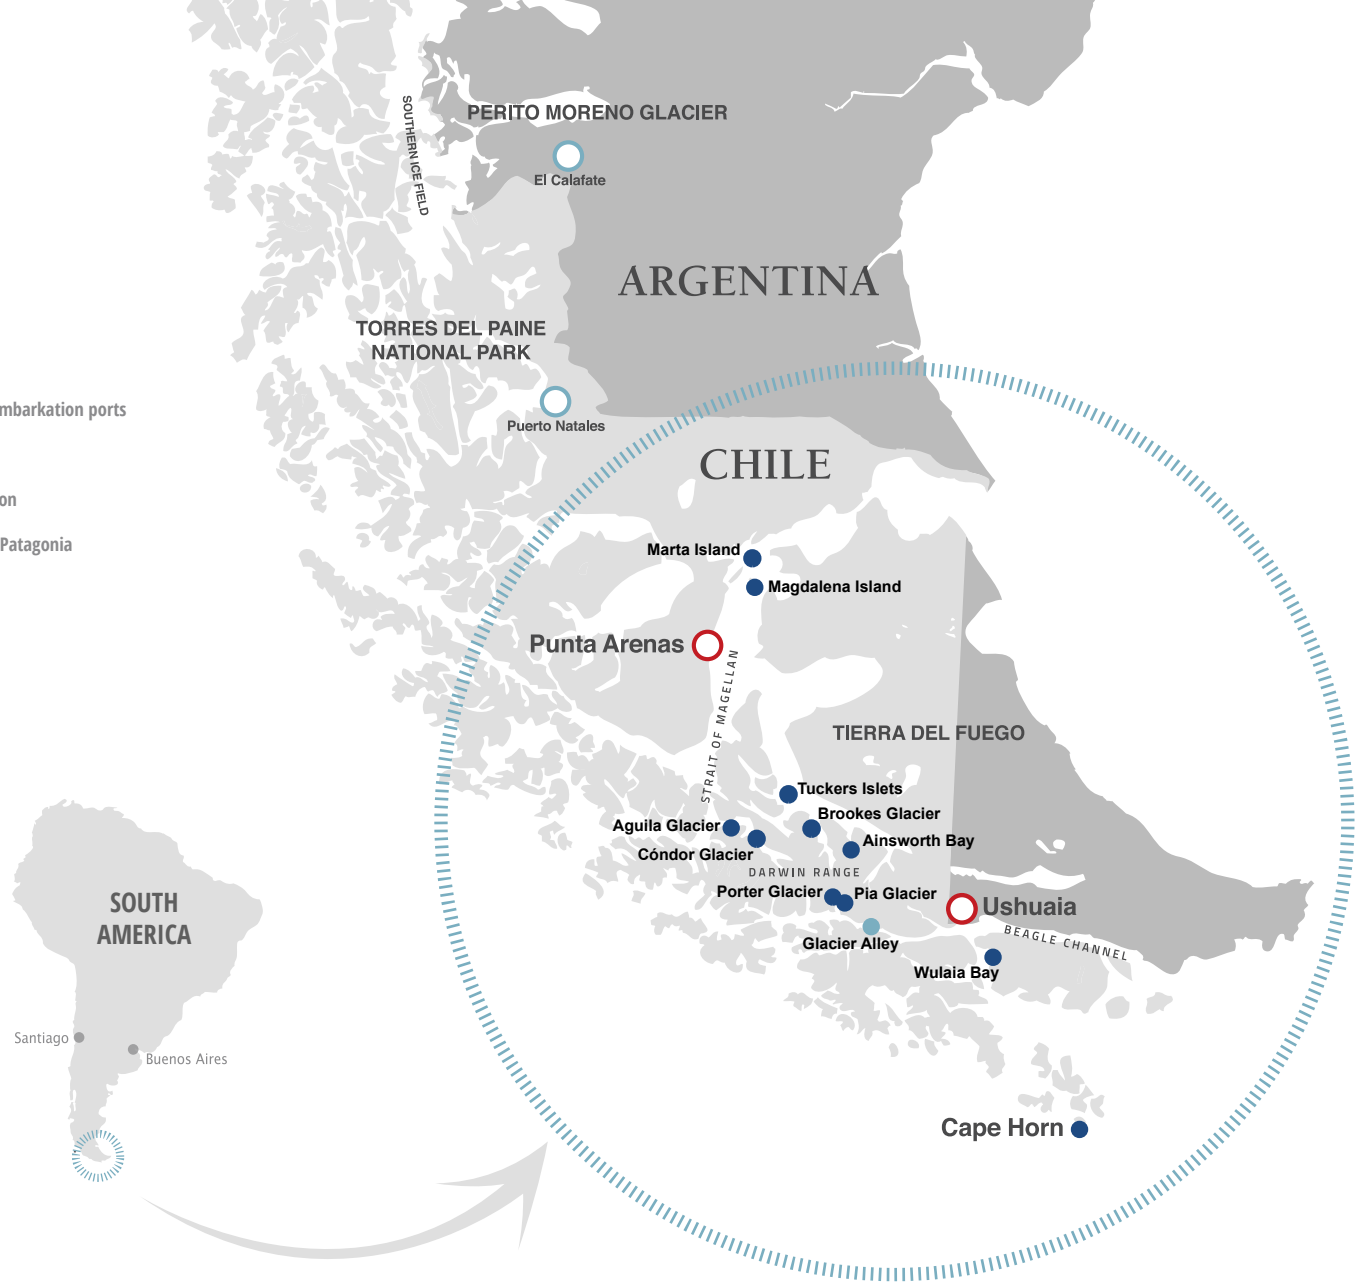 SOUTHERN ICE FIELD
PERITO MORENO GLACIER
El Calafate
ARGENTINA
TORRES DEL PAINE
NATIONAL PARK
Puerto Natales
mbarkation ports
on
Patagonia
CHILE
Marta Island
Magdalena Island
Punta Arenas
STRAIT OF MAGELLAN
TIERRA DEL FUEGO
Tuckers Islets
Brookes Glacier
Aguila Glacier
Ainsworth Bay
Cóndor Glacier
DARWIN RANGE
Porter Glacier
Pia Glacier
Ushuaia
BEAGLE CHANNEL
Glacier Alley
Wulaia Bay
Cape Horn
SOUTH
AMERICA
Santiago
Buenos Aires